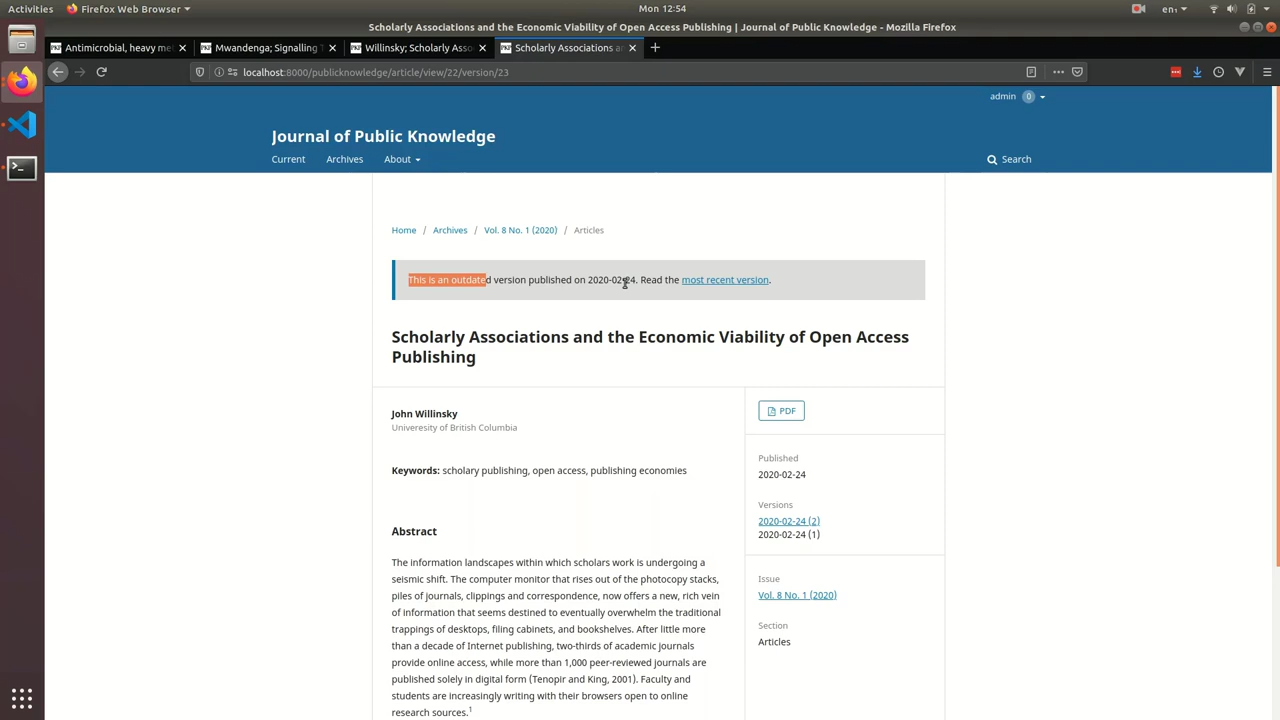 Activities
Firefox Web Browser
Mon 12:54
en₁
Scholarly Associations and the Economic Viability of Open Access Publishing | Journal of Public Knowledge - Mozilla Firefox
PKP Antimicrobial, heavy me
PKP Mwandenga; Signalling T
PKP Willinsky; Scholarly Asso
PKP Scholarly Associations a
localhost:8000/publicknowledge/article/view/22/version/23
admin 0
Journal of Public Knowledge
Current Archives About
Search
Home / Archives / Vol. 8 No. 1 (2020) / Articles
This is an outdated version published on 2020-02-24. Read the most recent version.
Scholarly Associations and the Economic Viability of Open Access
Publishing
John Willinsky
Univeresity of British Columbia
Keywords: scholary publishing, open access, publishing economies
Abstract
The information landscapes within which scholars work is undergoing a
seismic shift. The computer monitor that rises out of the photocopy stacks,
piles of journals, clippings and correspondence, now offers a new, rich vein
of information that seems destined to eventually overwhelm the traditional
trappings of desktops, filing cabinets, and bookshelves. After little more
than a decade of Internet publishing, two-thirds of academic journals
provide online access, while more than 1,000 peer-reviewed journals are
published solely in digital form (Tenopir and King, 2001). Faculty and
students are increasingly writing with their browsers open to online
research sources.¹
PDF
Published
2020-02-24
Versions
2020-02-24 (2)
2020-02-24 (1)
Issue
Vol. 8 No. 1 (2020)
Section
Articles